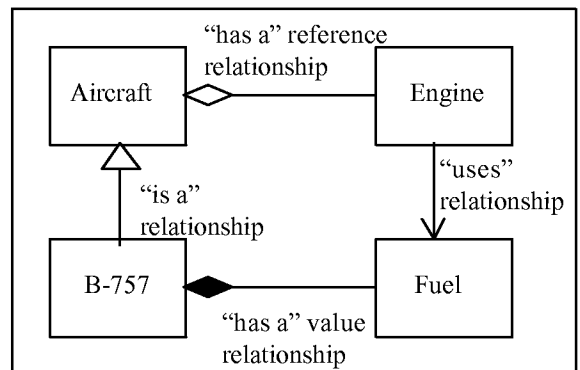 “has a” reference
relationship
Aircraft
Engine
“is a”
relationship
“uses”
relationship
B-757
Fuel
“has a” value
relationship